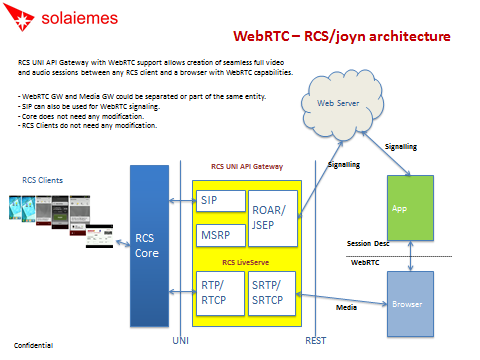 solaiemes
WebRTC – RCS/joyn architecture
RCS UNI API Gateway with WebRTC support allows creation of seamless full video
and audio sessions between any RCS client and a browser with WebRTC capabilities.
- WebRTC GW and Media GW could be separated or part of the same entity.
- SIP can also be used for WebRTC signaling.
- Core does not need any modification.
- RCS Clients do not need any modification.
Web Server
Signalling
Signalling
RCS UNI API Gateway
RCS Clients
SIP
ROAR/
JSEP
MSRP
App
RCS
Core
RCS LiveServe
Session Desc
WebRTC
RTP/
RTCP
SRTP/
SRTCP
Browser
Media
UNI
REST
Confidential